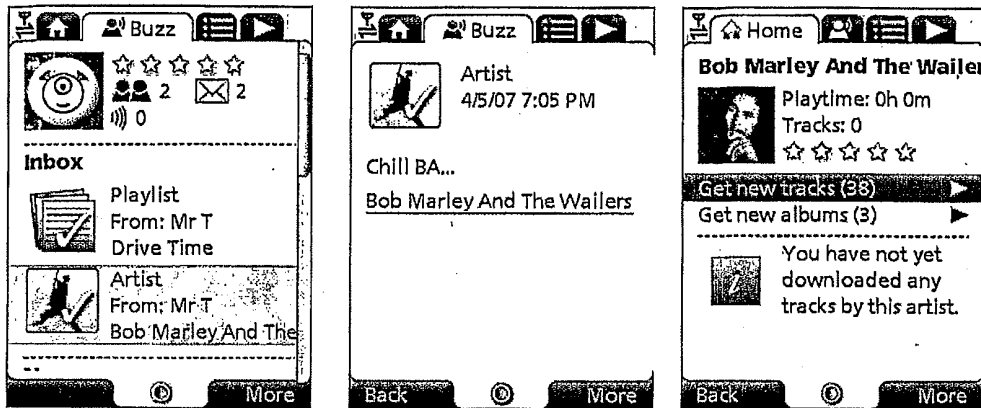 Buzz
2
2
0
Inbox
Playlist
From: Mr T
Drive Time
Artist
From: Mr T
Bob Marley And The
More
Buzz
Artist
4/5/07 7:05 PM
Chill BA...
Bob Marley And The Wailers
Back
More
Home
Bob Marley And The Wailer
Playtime: 0h 0m
Tracks: 0
Get new tracks (38)
Get new albums (3)
You have not yet
downloaded any
tracks by this artist.
Back
More